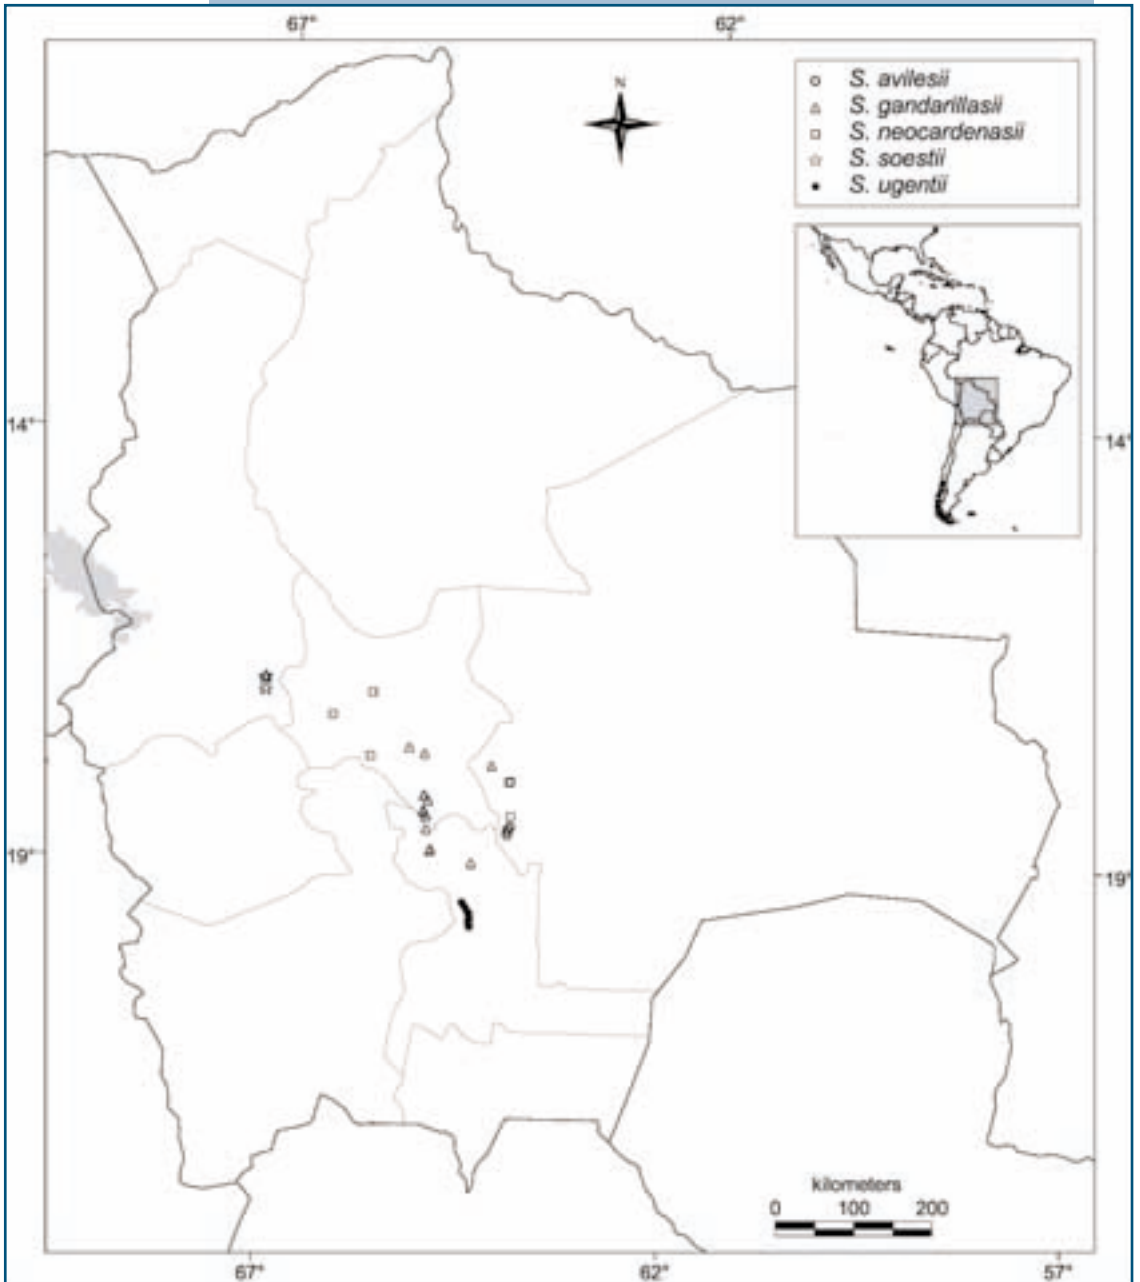 67° 62°
N
S. avilesii
S. gandarillasii
S. neocardenasii
S. soestii
S. ugentii
14° 14°
19° 19°
kilometers
0 100 200
67° 62° 57°